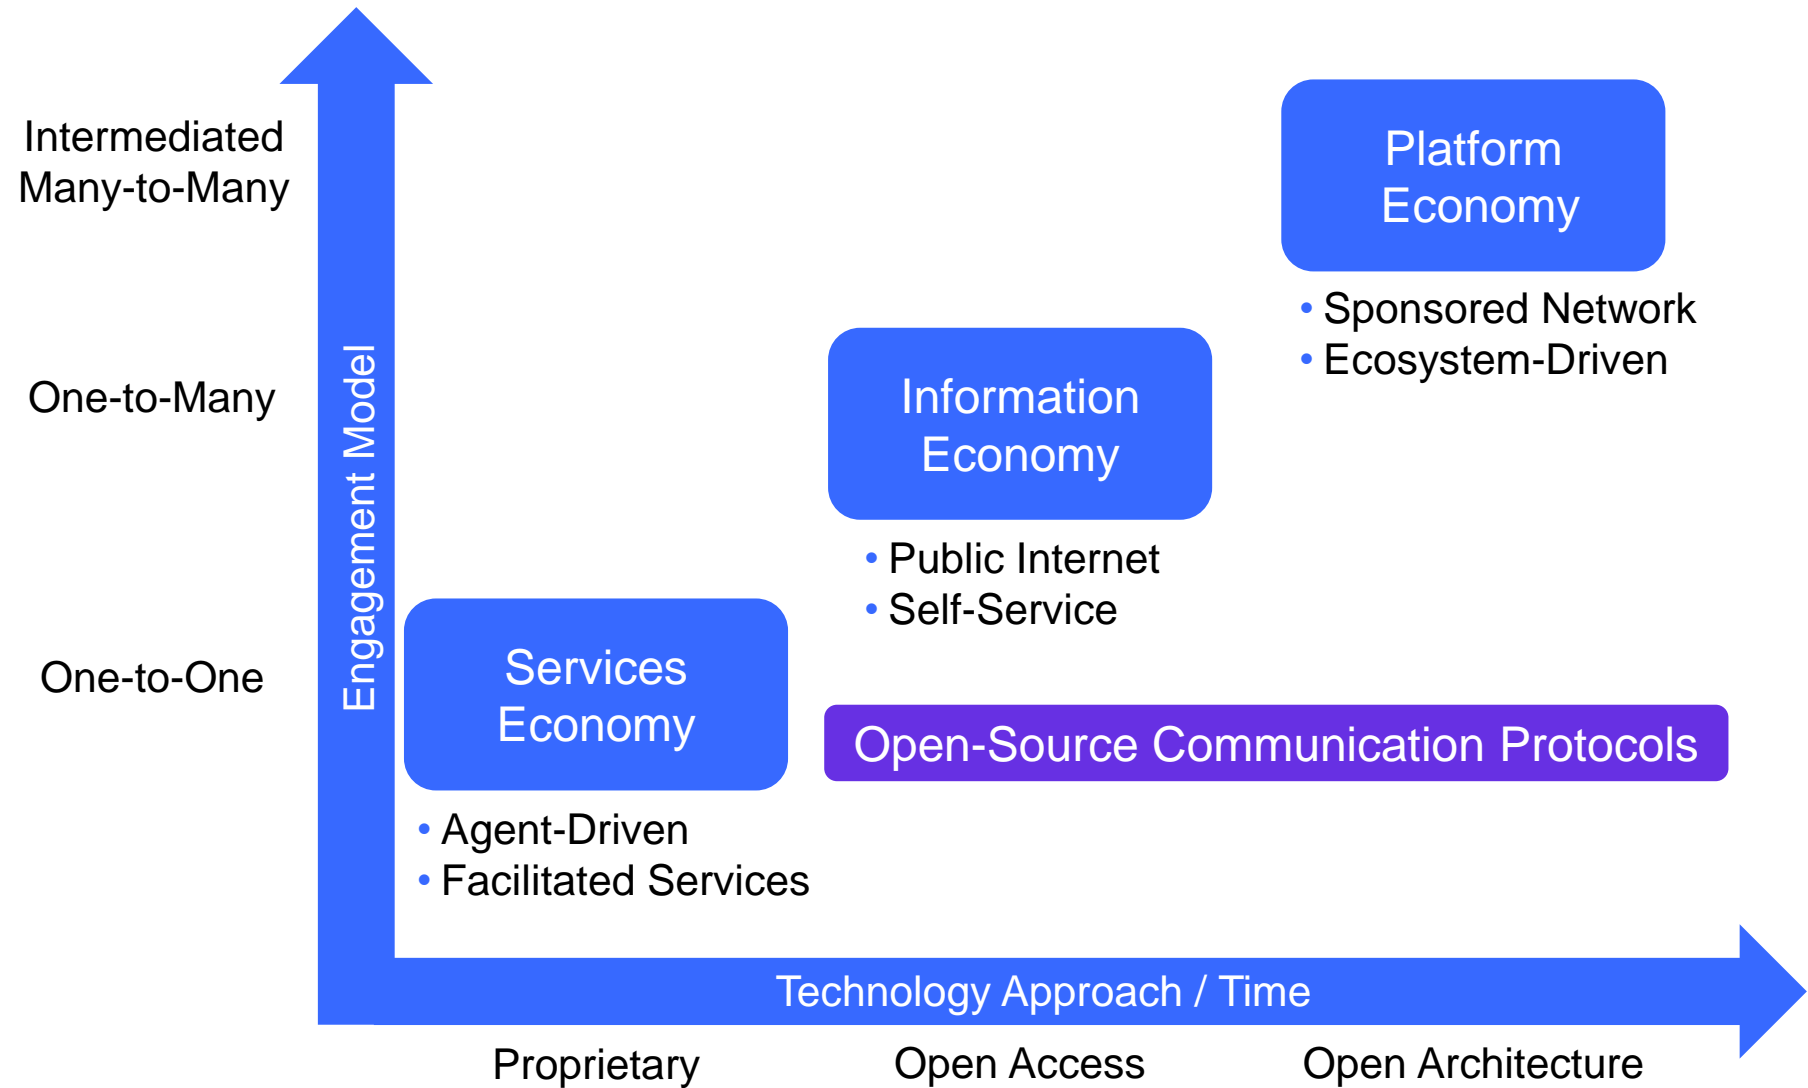 Intermediated
Many-to-Many
One-to-Many
One-to-One
Engagement Model
Platform
Economy
• Sponsored Network
• Ecosystem-Driven
Information
Economy
• Public Internet
• Self-Service
Services
Economy
• Agent-Driven
• Facilitated Services
Open-Source Communication Protocols
Technology Approach / Time
Proprietary
Open Access
Open Architecture